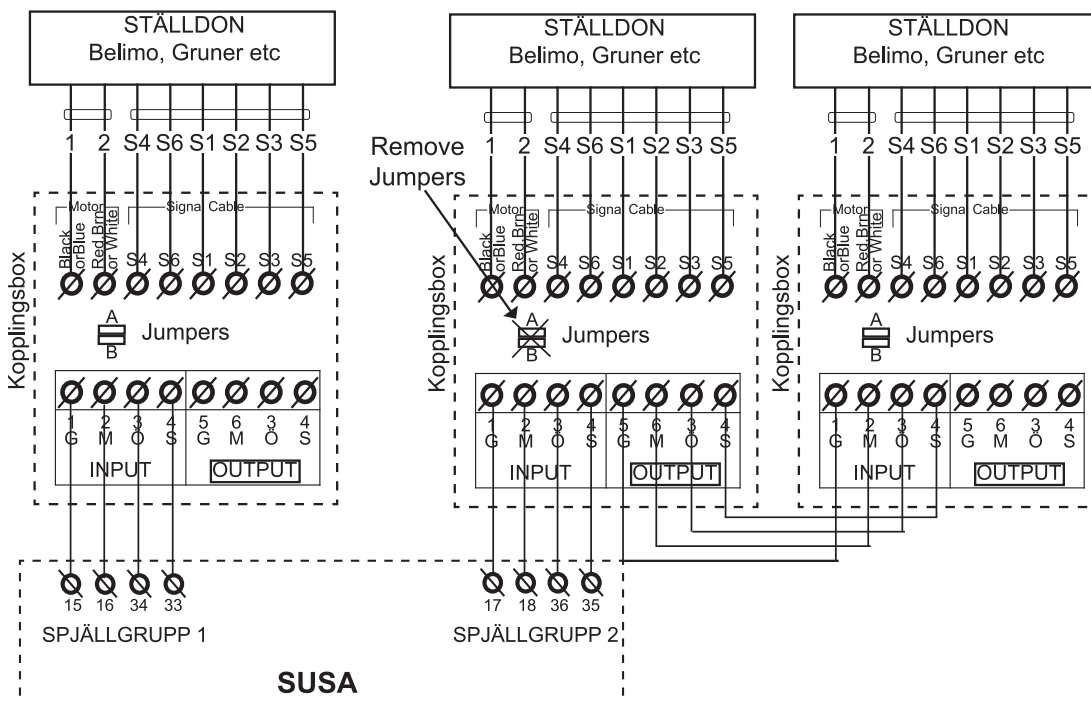 STÄLLDON
Belimo, Gruner etc
1 2 S4 S6 S1 S2 S3 S5
Kopplingsbox
Motor
Signal Cable
Black
orBlue
Red.Brn
or White
S4 S6 S1 S2 S3 S5
A
B
Jumpers
1 2 3 4 5 6 3 4
G M Ö S G M Ö S
INPUT
OUTPUT
STÄLLDON
Belimo, Gruner etc
1 2 S4 S6 S1 S2 S3 S5
Remove
Jumpers
Kopplingsbox
Motor
Signal Cable
Black
orBlue
Red.Brn
or White
S4 S6 S1 S2 S3 S5
A
B
Jumpers
1 2 3 4 5 6 3 4
G M Ö S G M Ö S
INPUT
OUTPUT
STÄLLDON
Belimo, Gruner etc
1 2 S4 S6 S1 S2 S3 S5
Kopplingsbox
Motor
Signal Cable
Black
orBlue
Red.Brn
or White
S4 S6 S1 S2 S3 S5
A
B
Jumpers
1 2 3 4 5 6 3 4
G M Ö S G M Ö S
INPUT
OUTPUT
15 16 34 33
SPJÄLLGRUPP 1
17 18 36 35
SPJÄLLGRUPP 2
SUSA